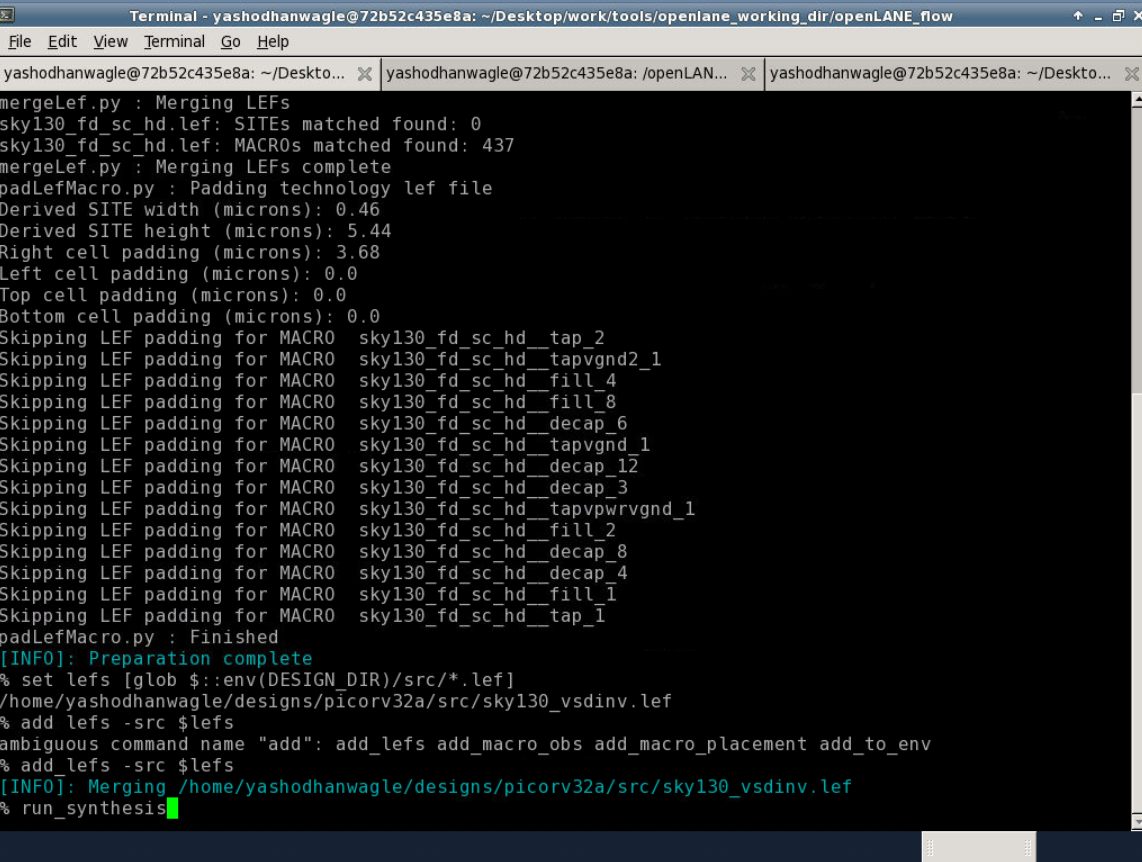 Terminal - yashodhanwagle@72b52c435e8a: ~/Desktop/work/tools/openlane_working_dir/openLANE_flow
File Edit View Terminal Go Help
yashodhanwagle@72b52c435e8a: ~/Deskto... yashodhanwagle@72b52c435e8a: /openLAN... yashodhanwagle@72b52c435e8a: ~/Deskto...
mergeLef.py : Merging LEFs
sky130_fd_sc_hd.lef: SITEs matched found: 0
sky130_fd_sc_hd.lef: MACROs matched found: 437
mergeLef.py : Merging LEFs complete
padLefMacro.py : Padding technology lef file
Derived SITE width (microns): 0.46
Derived SITE height (microns): 5.44
Right cell padding (microns): 3.68
Left cell padding (microns): 0.0
Top cell padding (microns): 0.0
Bottom cell padding (microns): 0.0
Skipping LEF padding for MACRO  sky130_fd_sc_hd__tap_2
Skipping LEF padding for MACRO  sky130_fd_sc_hd__tapvgnd2_1
Skipping LEF padding for MACRO  sky130_fd_sc_hd__fill_4
Skipping LEF padding for MACRO  sky130_fd_sc_hd__fill_8
Skipping LEF padding for MACRO  sky130_fd_sc_hd__decap_6
Skipping LEF padding for MACRO  sky130_fd_sc_hd__tapvgnd_1
Skipping LEF padding for MACRO  sky130_fd_sc_hd__decap_12
Skipping LEF padding for MACRO  sky130_fd_sc_hd__decap_3
Skipping LEF padding for MACRO  sky130_fd_sc_hd__tapvpwrvgnd_1
Skipping LEF padding for MACRO  sky130_fd_sc_hd__fill_2
Skipping LEF padding for MACRO  sky130_fd_sc_hd__decap_8
Skipping LEF padding for MACRO  sky130_fd_sc_hd__decap_4
Skipping LEF padding for MACRO  sky130_fd_sc_hd__fill_1
Skipping LEF padding for MACRO  sky130_fd_sc_hd__tap_1
padLefMacro.py : Finished
[INFO]: Preparation complete
% set lefs [glob $::env(DESIGN_DIR)/src/*.lef]
/home/yashodhanwagle/designs/picorv32a/src/sky130_vsdinv.lef
% add lefs -src $lefs
ambiguous command name "add": add_lefs add_macro_obs add_macro_placement add_to_env
% add_lefs -src $lefs
[INFO]: Merging /home/yashodhanwagle/designs/picorv32a/src/sky130_vsdinv.lef
% run_synthesis